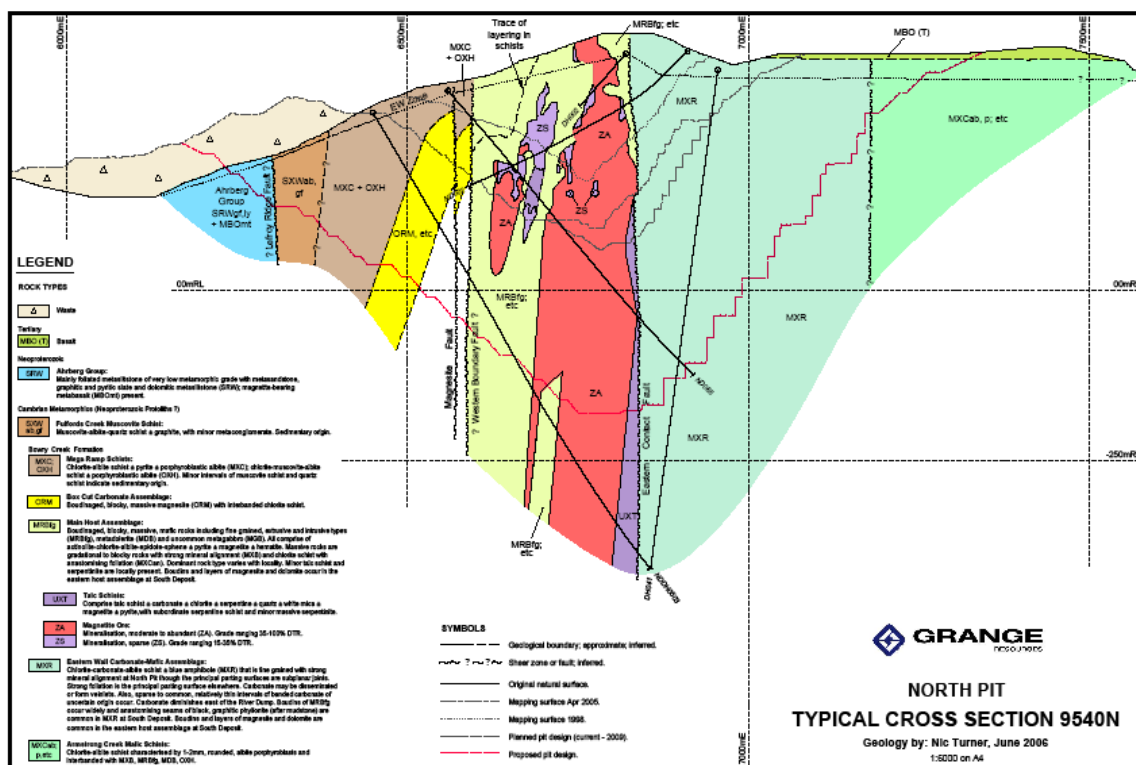 6000mE
6500mE
7000mE
7500mE
Trace of
layering in
schists
MRBfg; etc
MBO (T)
MXC
+ OXH
EW Zone
ZS
ZA
MXR
MXCab, p; etc
SXWab,
gf
MXC + OXH
Ahrberg
Group
SRWgf,ly
+ MBOmt
? Lefroy Ridge Fault ?
ORM, etc
ZA
ZS
00mRL
MRBfg;
etc
Magnesite Fault
? Western Boundary Fault ?
ZA
Eastern Contact Fault
MXR
MXR
-250mR
UXT
MRBfg;
etc
7000mE
LEGEND
ROCK TYPES
Waste
Tertiary
MBO (T)
Basalt
Neoproterozoic
SRW
Ahrberg Group:
Mainly foliated metasiltstone of very low metamorphic grade with metasandstone,
graphitic and pyritic slate and dolomitic metasiltstone (SRW); magnetite-bearing
metabasalt (MBOmt) present.
Cambrian Metamorphics (Neoproterozoic Protoliths ?)
SXW
ab,gf
Fulfords Creek Muscovite Schist:
Muscovite-albite-quartz schist ± graphite, with minor metaconglomerate. Sedimentary origin.
Bowry Creek Formation
MXC;
OXH
Mega Ramp Schists:
Chlorite-albite schist ± pyrite ± porphyroblastic albite (MXC); chlorite-muscovite-albite
schist ± porphyroblastic albite (OXH). Minor intervals of muscovite schist and quartz
schist indicate sedimentary origin.
ORM
Box Cut Carbonate Assemblage:
Boudinaged, blocky, massive magnesite (ORM) with interbanded chlorite schist.
MRBfg
Main Host Assemblage:
Boudinaged, blocky, massive, mafic rocks including fine grained, extrusive and intrusive types
(MRBfg), metadolerite (MDB) and uncommon metagabbro (MGB). All comprise of
actinolite-chlorite-albite-epidote-sphene ± pyrite ± magnetite ± hematite. Massive rocks are
gradational to blocky rocks with strong mineral alignment (MXB) and chlorite schist with
anastomising foliation (MXCan). Dominant rock type varies with locality. Minor talc schist and
serpentinite are locally present. Boudins and layers of magnesite and dolomite occur in the
eastern host assemblage at South Deposit.
UXT
Talc Schists:
Comprise talc schist ± carbonate ± chlorite ± serpentine ± quartz ± white mica ±
magnetite ± pyrite,with subordinate serpentine schist and minor massive serpentinite.
ZA
ZS
Magnetite Ore:
Mineralisation, moderate to abundant (ZA). Grade ranging 35-100% DTR.
Mineralisation, sparse (ZS). Grade ranging 15-35% DTR.
MXR
Eastern Wall Carbonate-Mafic Assemblage:
Chlorite-carbonate-albite schist ± blue amphibole (MXR) that is fine grained with strong
mineral alignment at North Pit though the principal parting surfaces are subplanar joints.
Strong foliation is the principal parting surface elsewhere. Carbonate may be disseminated
or form veinlets. Also, sparse to common, relatively thin intervals of banded carbonate of
uncertain origin occur. Carbonate diminishes east of the River Dump. Boudins of MRBfg
occur widely and anastomising seams of black, graphitic phyllonite (after mudstone) are
common in MXR at South Deposit. Boudins and layers of magnesite and dolomite are
common in the eastern host assemblage at South Deposit.
MXCab;
p,etc
Armstrong Creek Mafic Schists:
Chlorite-albite schist characterised by 1-2mm, rounded, albite porphyroblasts and
interbanded with MXB, MRBfg, MDB, OXH.
SYMBOLS
Geological boundary; approximate; inferred.
Sheer zone or fault; inferred.
Original natural surface.
Mapping surface Apr 2005.
Mapping surface 1998.
Planned pit design (current - 2009).
Proposed pit design.
GRANGE
RESOURCES
NORTH PIT
TYPICAL CROSS SECTION 9540N
Geology by: Nic Turner, June 2006
1:6000 on A4